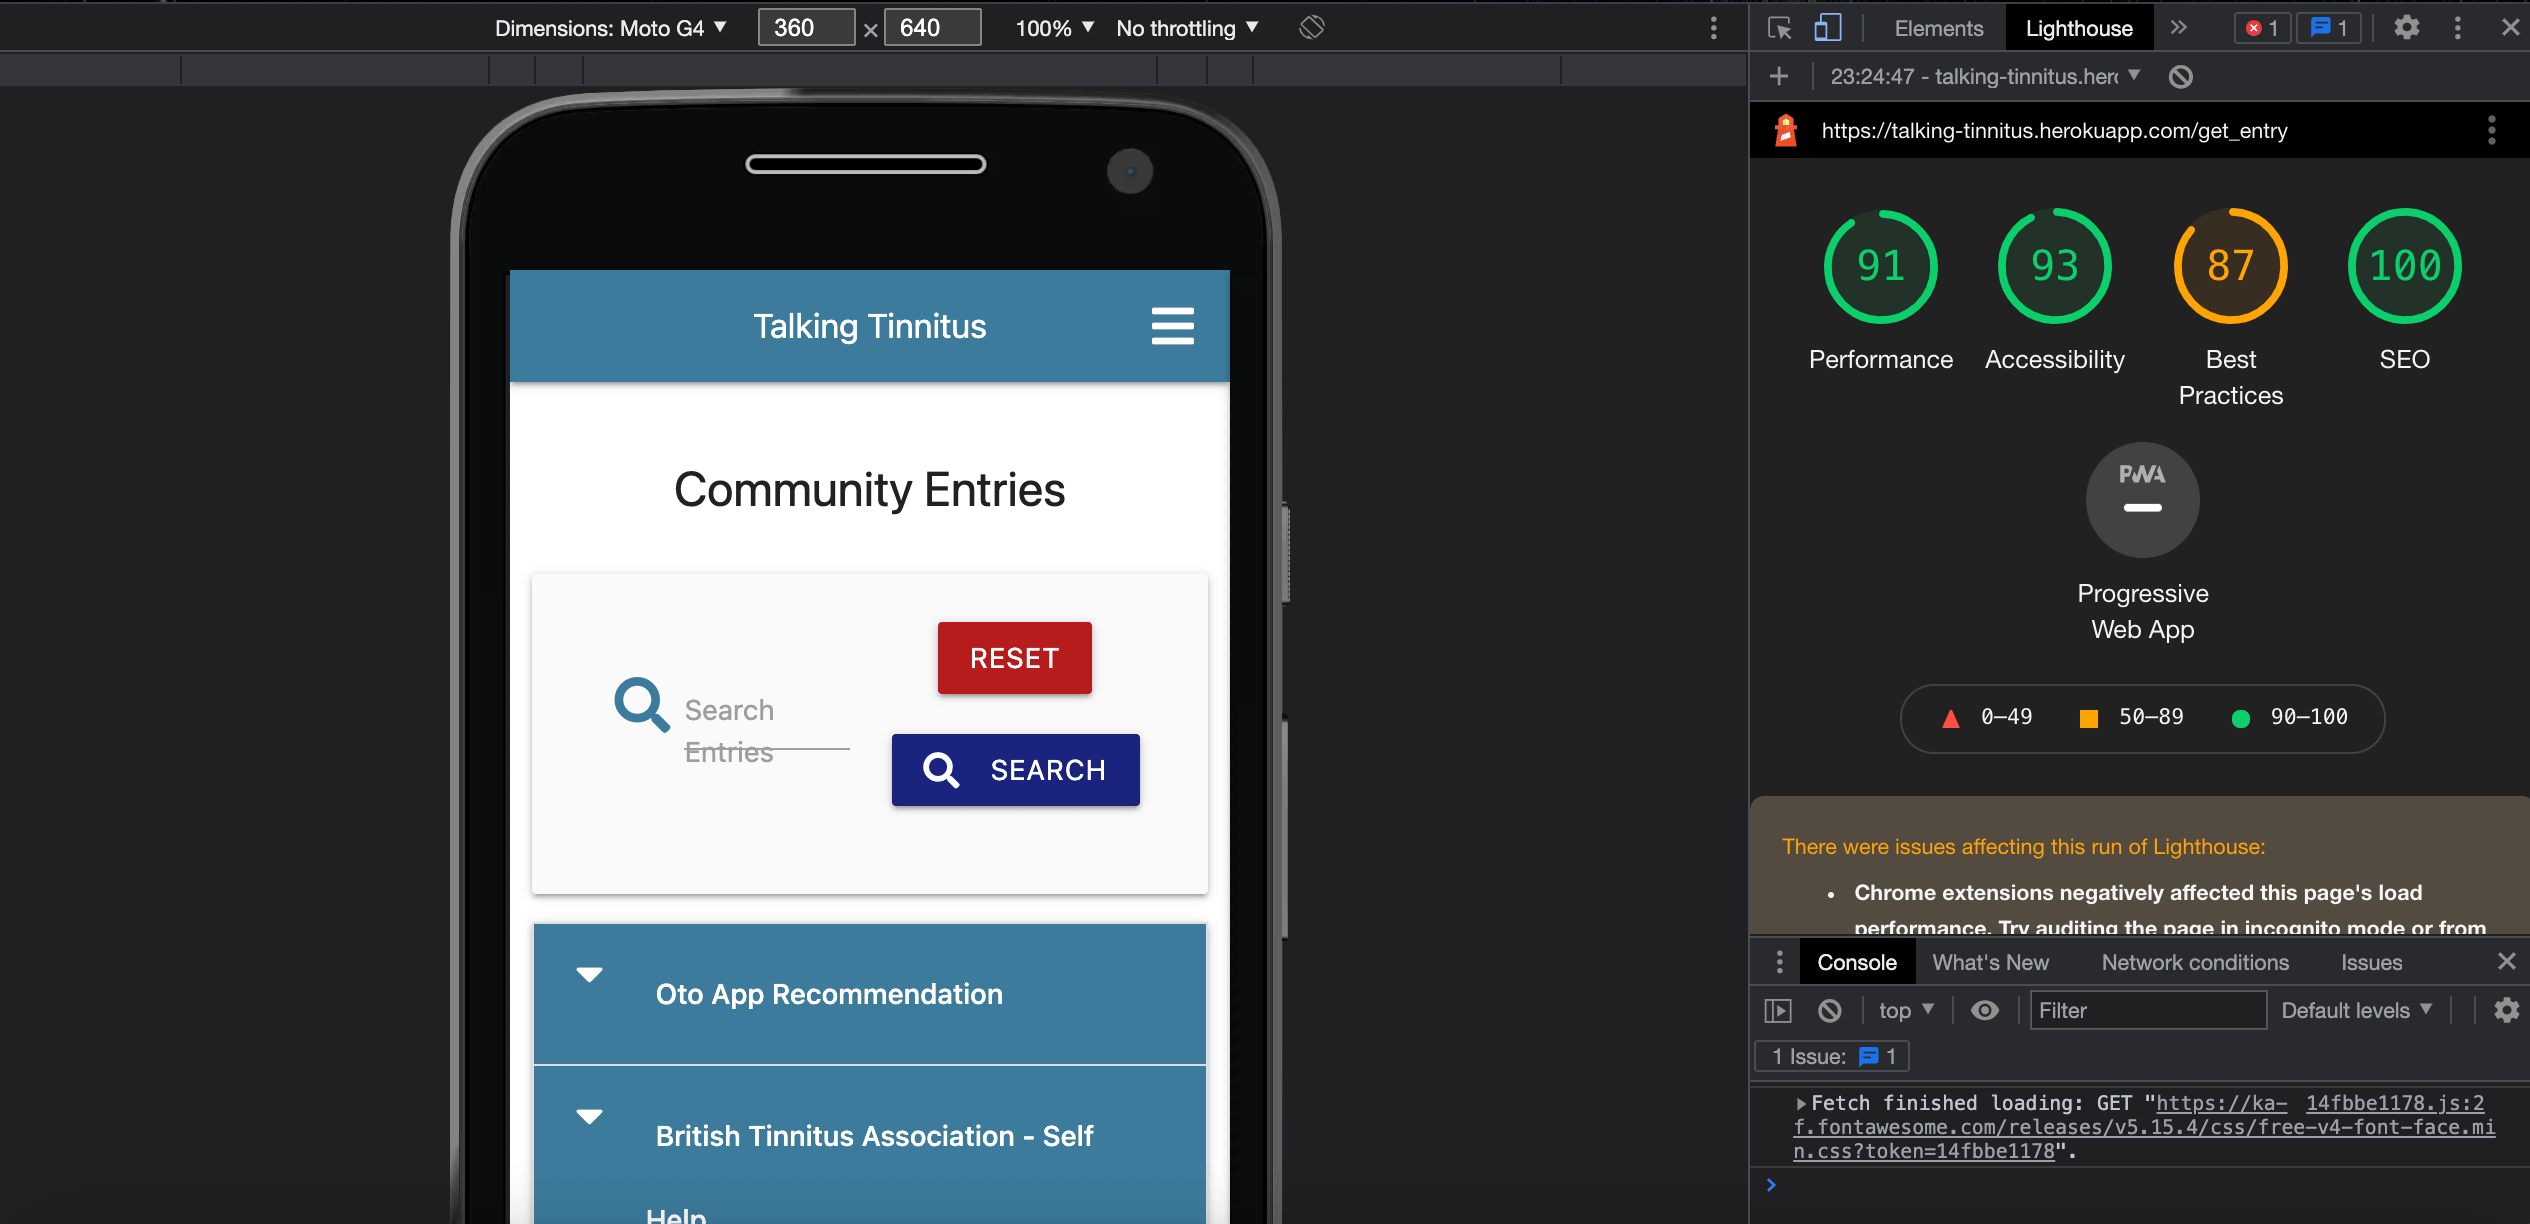 Dimensions: Moto G4 ▼ 360 × 640 100% ▼ No throttling ▼
Elements Lighthouse » 1 1
23:24:47 - talking-tinnitus.her ▼
https://talking-tinnitus.herokuapp.com/get_entry
91 93 87 100
Performance Accessibility Best Practices SEO
PWA
Progressive
Web App
0–49 50–89 90–100
There were issues affecting this run of Lighthouse:
• Chrome extensions negatively affected this page's load
performance. Try auditing the page in incognito mode or from
Console What's New Network conditions Issues
top ▼ Filter Default levels ▼
1 Issue: 1
Fetch finished loading: GET "https://ka- 14fbbe1178.js:2
f.fontawesome.com/releases/v5.15.4/css/free-v4-font-face.mi
n.css?token=14fbbe1178".
Talking Tinnitus
Community Entries
Search
Entries
RESET
SEARCH
Oto App Recommendation
British Tinnitus Association - Self
Help